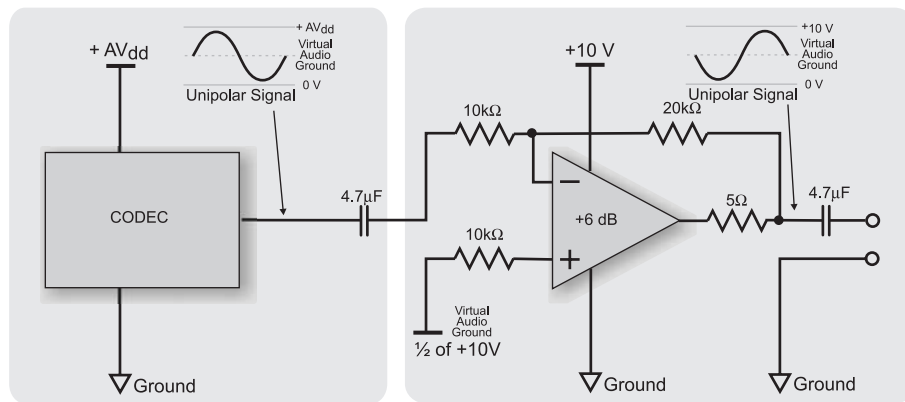 + AVdd
+ AVdd
Virtual
Audio
Ground
0 V
Unipolar Signal
CODEC
4.7μF
Ground
+10 V
10kΩ
20kΩ
+10 V
Virtual
Audio
Ground
0 V
Unipolar Signal
−
+6 dB
+
5Ω
4.7μF
10kΩ
Virtual
Audio
Ground
½ of +10V
Ground
Ground